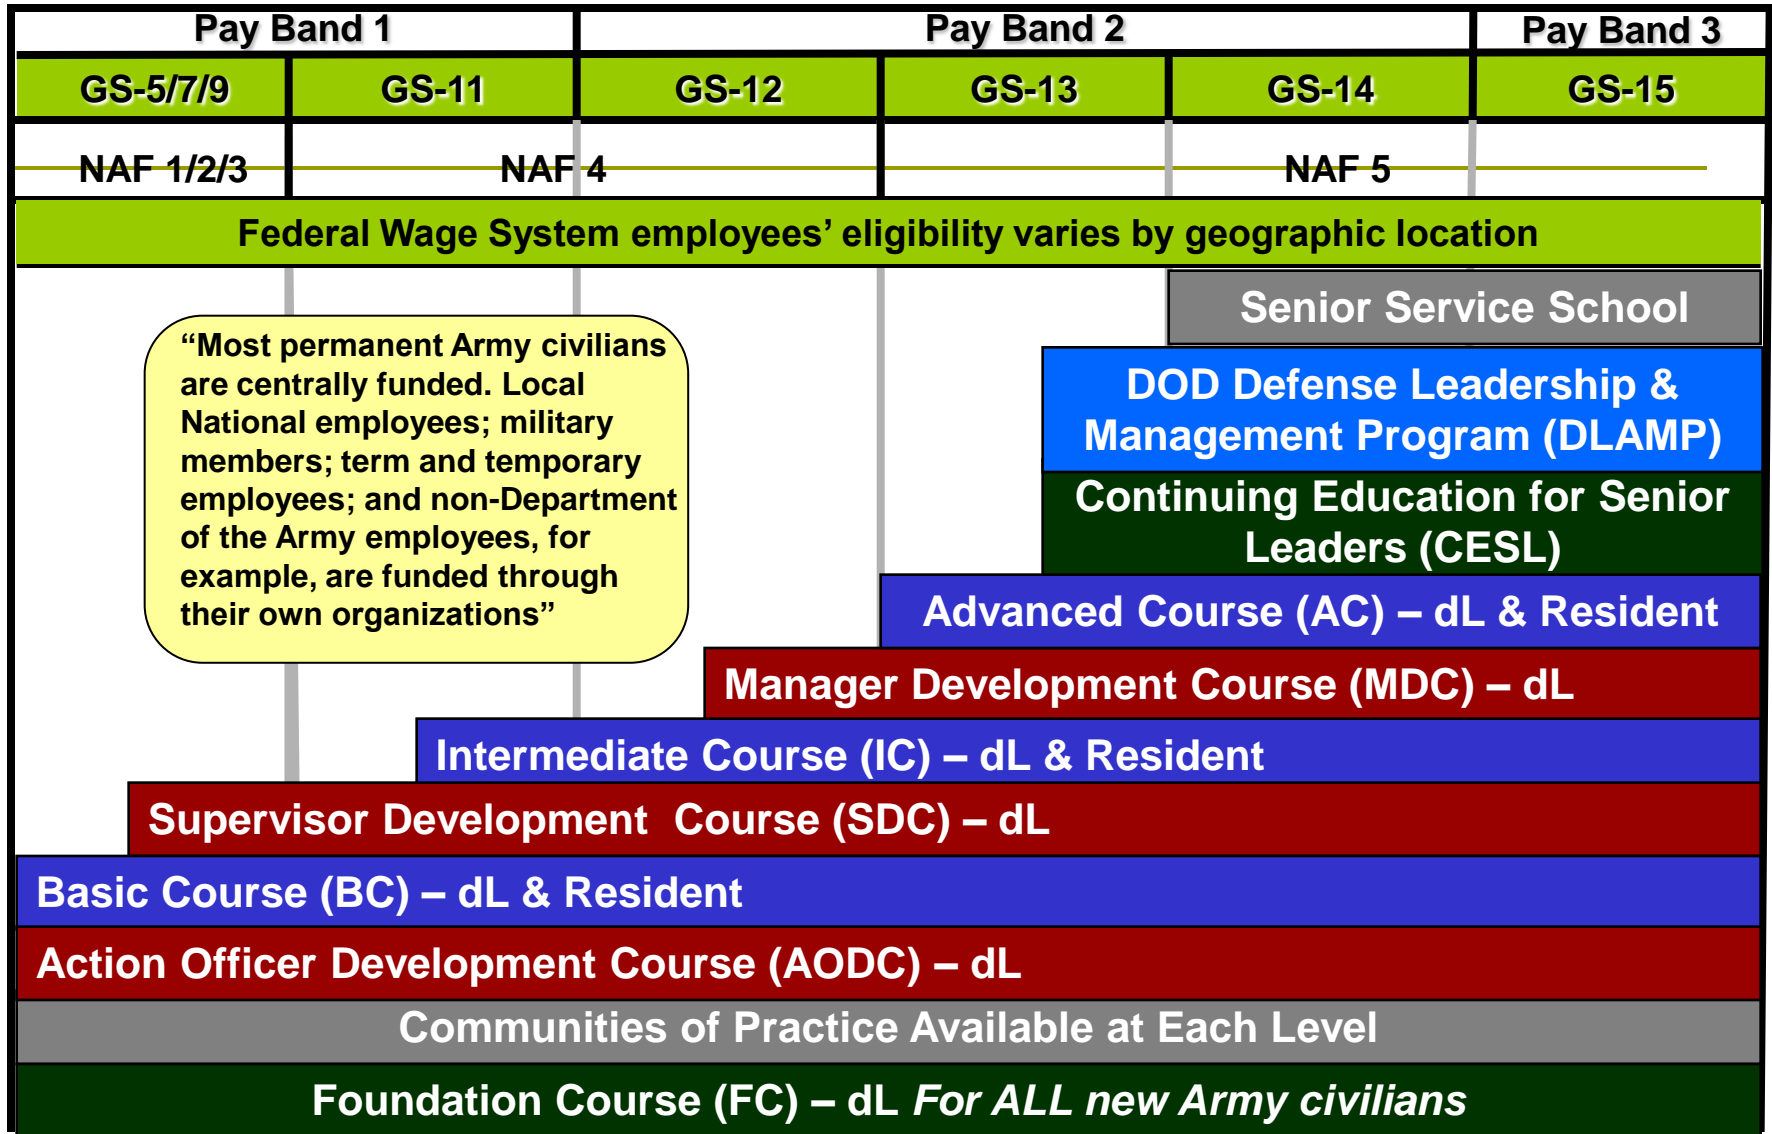 Pay Band 1
Pay Band 2
Pay Band 3
GS-5/7/9
GS-11
GS-12
GS-13
GS-14
GS-15
NAF 1/2/3
NAF 4
NAF 5
Federal Wage System employees’ eligibility varies by geographic location
Senior Service School
“Most permanent Army civilians
are centrally funded. Local
National employees; military
members; term and temporary
employees; and non-Department
of the Army employees, for
example, are funded through
their own organizations”
DOD Defense Leadership &
Management Program (DLAMP)
Continuing Education for Senior
Leaders (CESL)
Advanced Course (AC) – dL & Resident
Manager Development Course (MDC) – dL
Intermediate Course (IC) – dL & Resident
Supervisor Development  Course (SDC) – dL
Basic Course (BC) – dL & Resident
Action Officer Development Course (AODC) – dL
Communities of Practice Available at Each Level
Foundation Course (FC) – dL For ALL new Army civilians